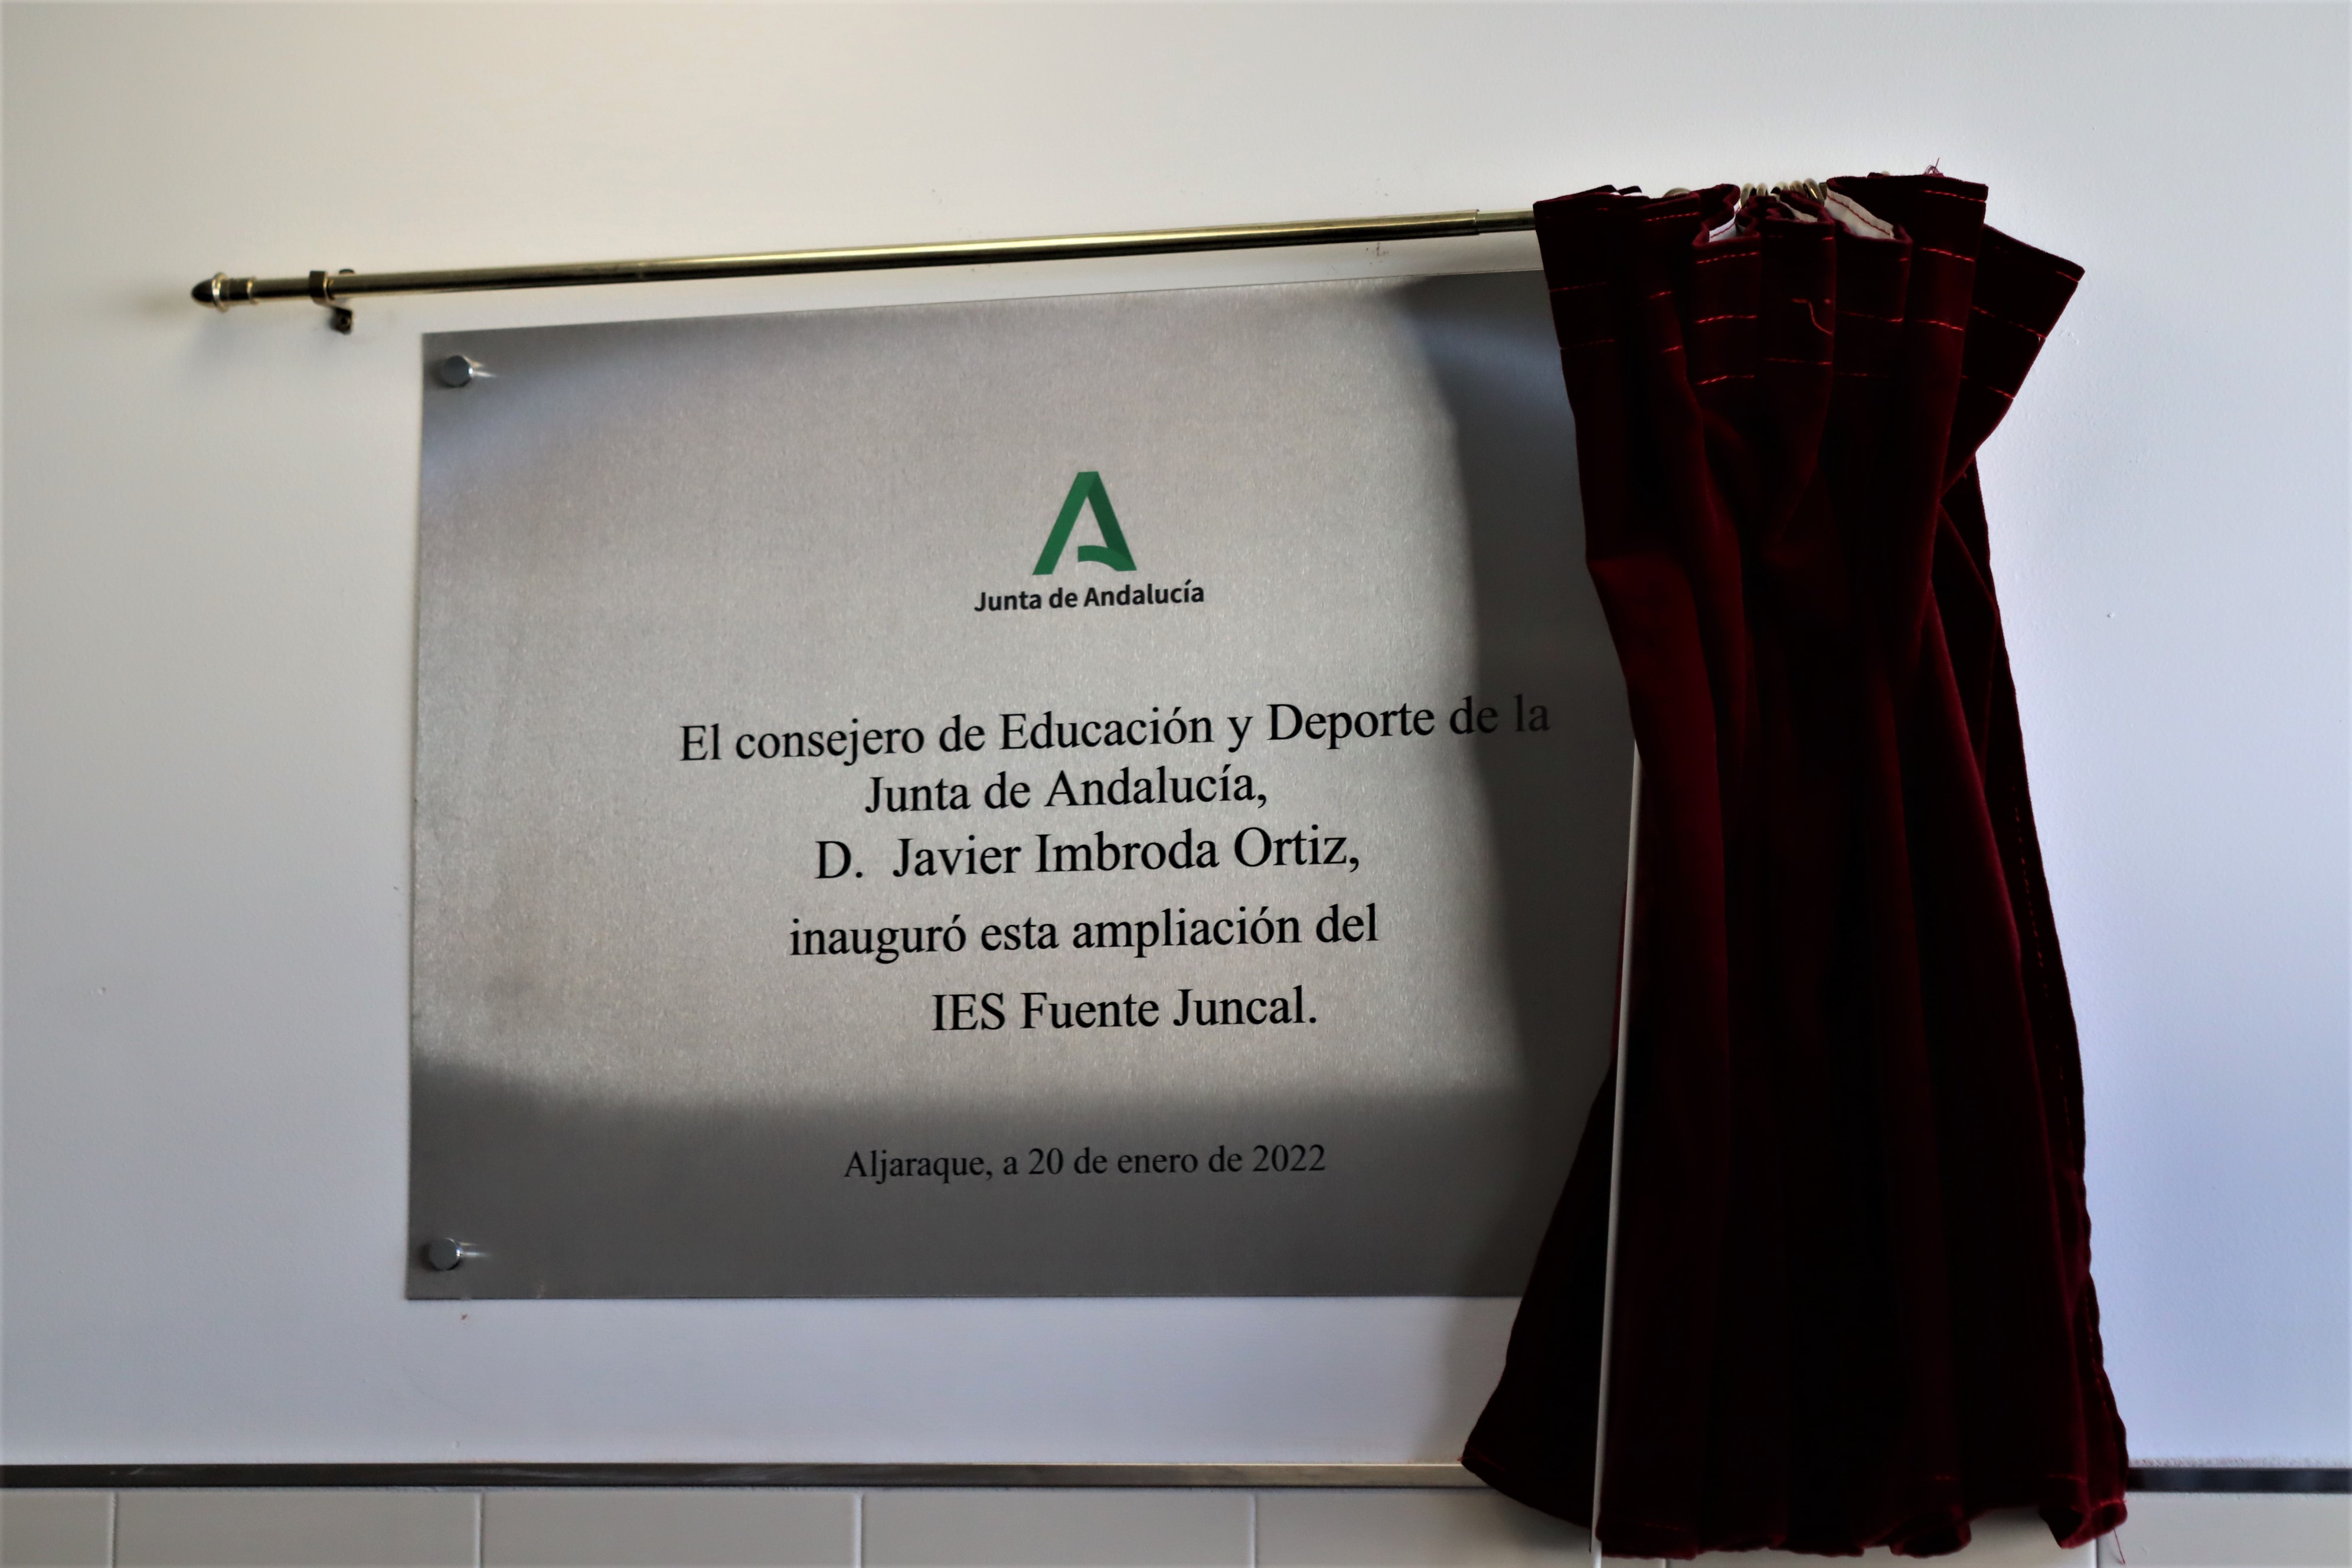 Junta de Andalucía
El consejero de Educación y Deporte de la
Junta de Andalucía,
D. Javier Imbroda Ortiz,
inauguró esta ampliación del
IES Fuente Juncal.
Aljaraque, a 20 de enero de 2022